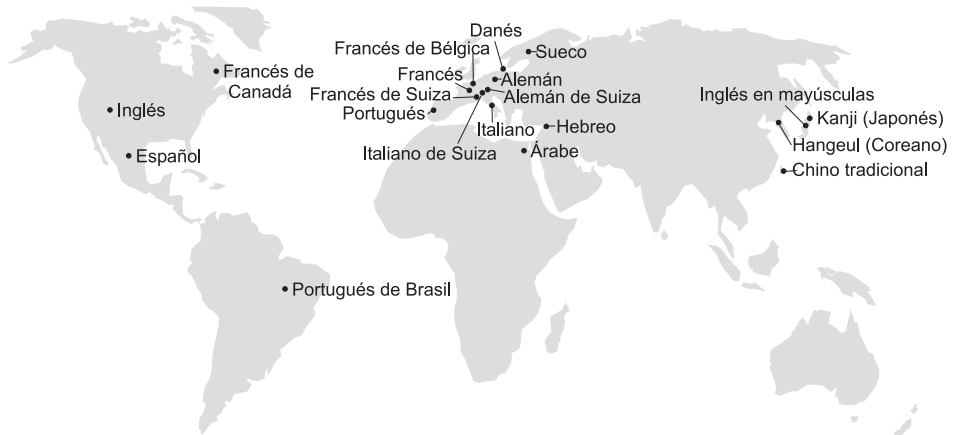 Danés
Francés de Bélgica
Sueco
Francés de
Canadá
Francés
Alemán
Francés de Suiza
Alemán de Suiza
Inglés en mayúsculas
Inglés
Portugués
Kanji (Japonés)
Italiano
Hebreo
Hangeul (Coreano)
Español
Italiano de Suiza
Árabe
Chino tradicional
Portugués de Brasil